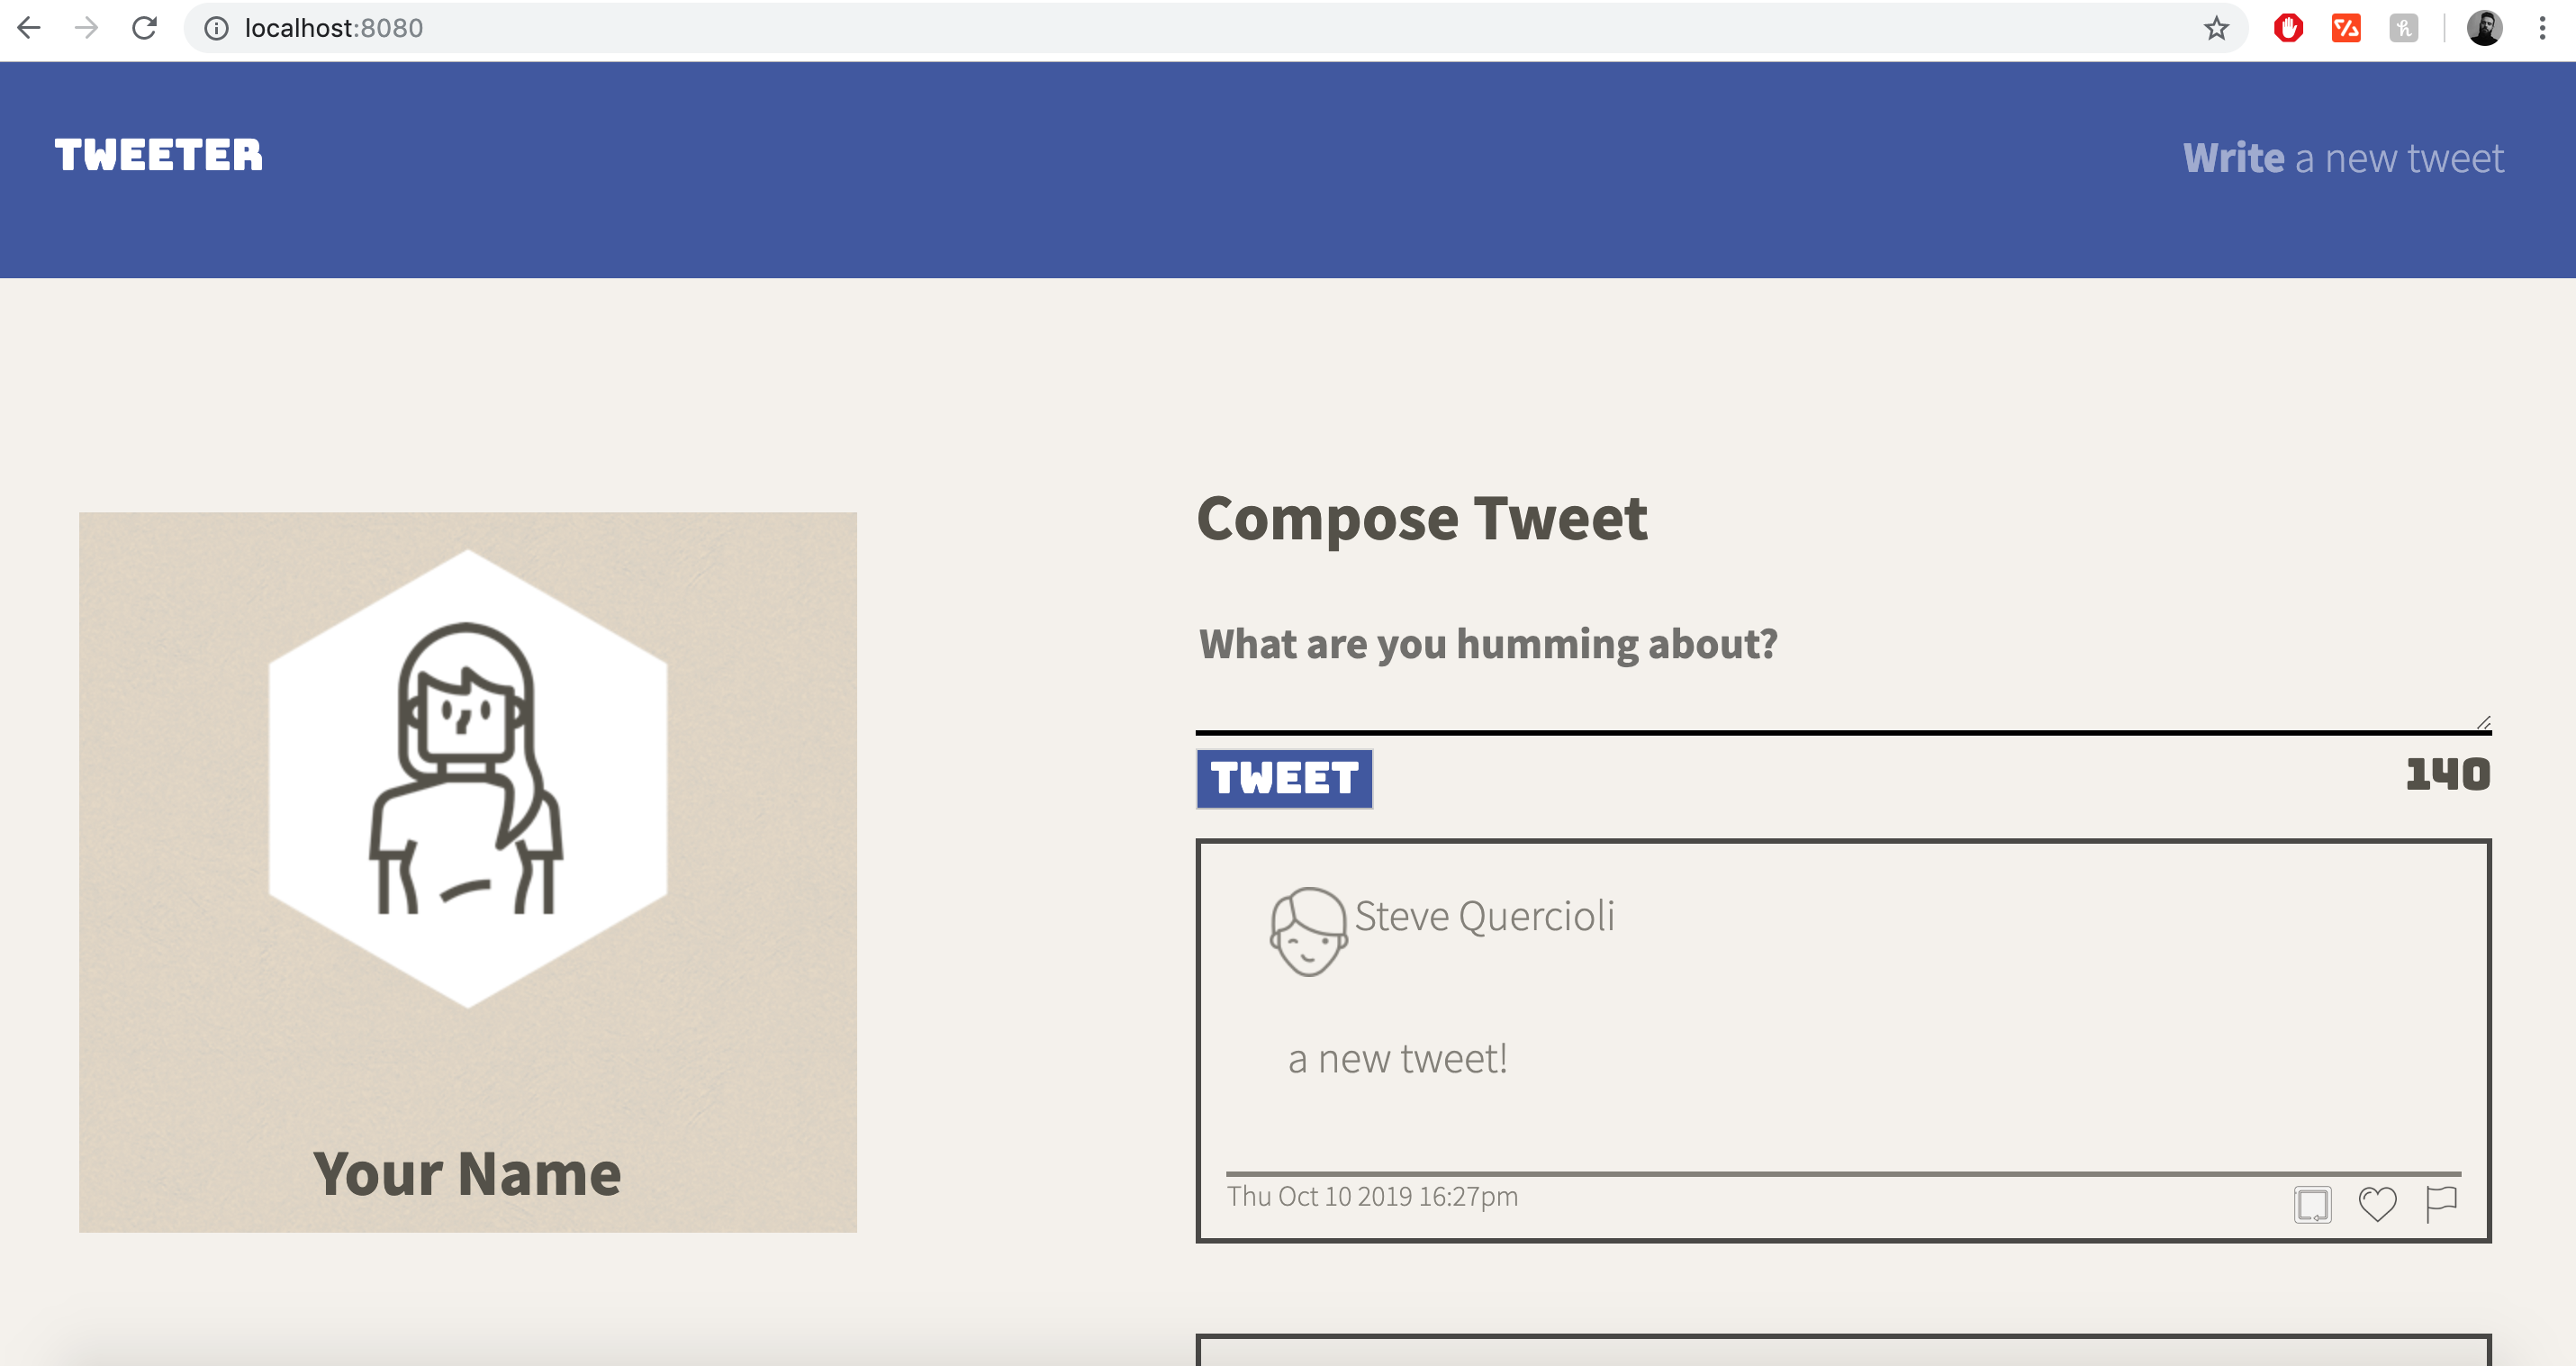 localhost:8080
TWEETER
Write a new tweet
Compose Tweet
What are you humming about?
TWEET
140
Steve Quercioli
a new tweet!
Thu Oct 10 2019 16:27pm
Your Name